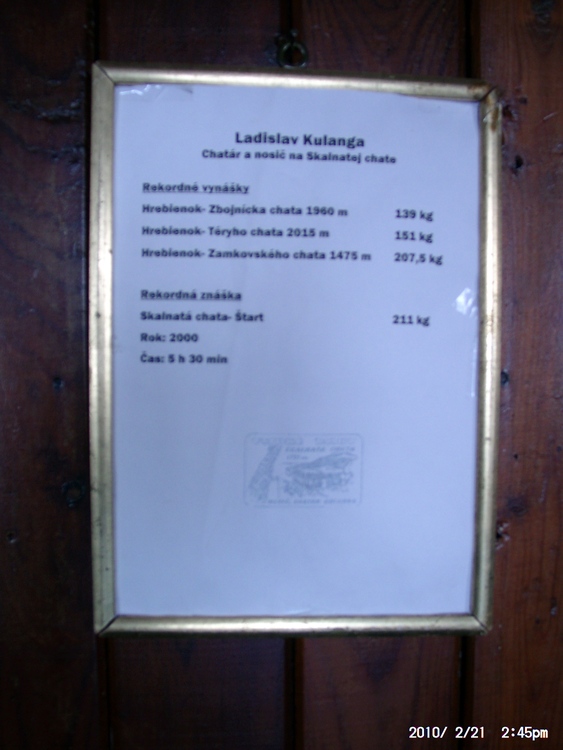 Ladislav Kulanga
Chatár a nosič na Skalnatej chate
Rekordné vynášky
Hrebienok- Zbojnícka chata 1960 m 139 kg
Hrebienok- Téryho chata 2015 m 151 kg
Hrebienok- Zamkovského chata 1475 m 207,5 kg
Rekordná znáška
Skalnatá chata- Štart 211 kg
Rok: 2000
Čas: 5 h 30 min
2010/ 2/21 2:45pm